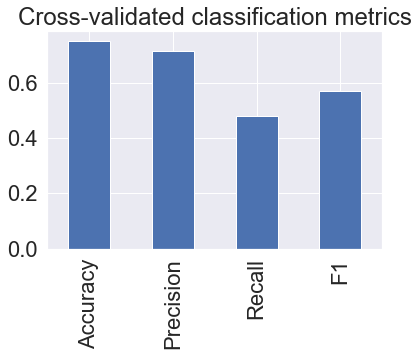 Cross-validated classification metrics
0.6
0.4
0.2
0.0
Accuracy
Precision
Recall
F1